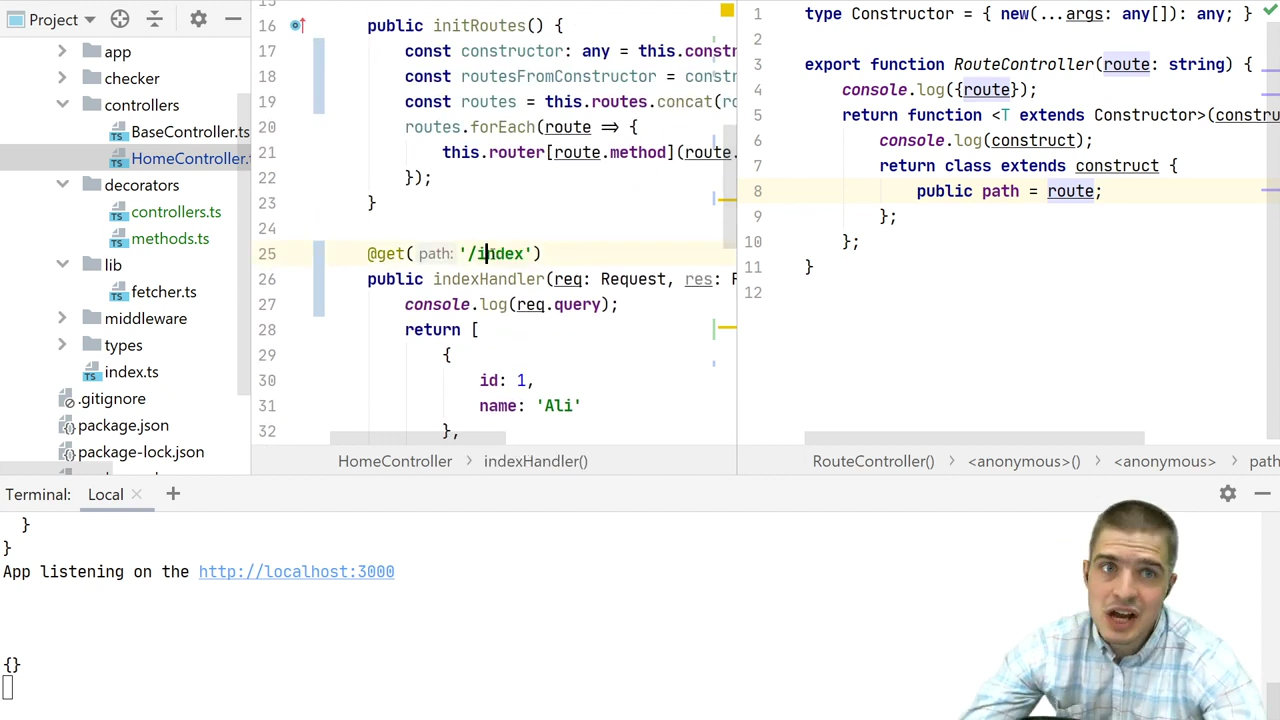 Project
app
checker
controllers
BaseController.ts
HomeController.
decorators
controllers.ts
methods.ts
lib
fetcher.ts
middleware
types
index.ts
.gitignore
package.json
package-lock.json
16 public initRoutes() {
17 const constructor: any = this.constr
18 const routesFromConstructor = const
19 const routes = this.routes.concat(ro
20 routes.forEach(route => {
21 this.router[route.method](route.
22 });
23 }
24
25 @get( path: '/index')
26 public indexHandler(req: Request, res:
27 console.log(req.query);
28 return [
29 {
30 id: 1,
31 name: 'Ali'
32 },
HomeController > indexHandler()
1 type Constructor = { new(...args: any[]): any; }
2
3 export function RouteController(route: string) {
4 console.log({route});
5 return function <T extends Constructor>(constru
6 console.log(construct);
7 return class extends construct {
8 public path = route;
9 };
10 };
11 }
12
RouteController() > <anonymous>() > <anonymous> > path
Terminal: Local × +
}
}
App listening on the http://localhost:3000
{}